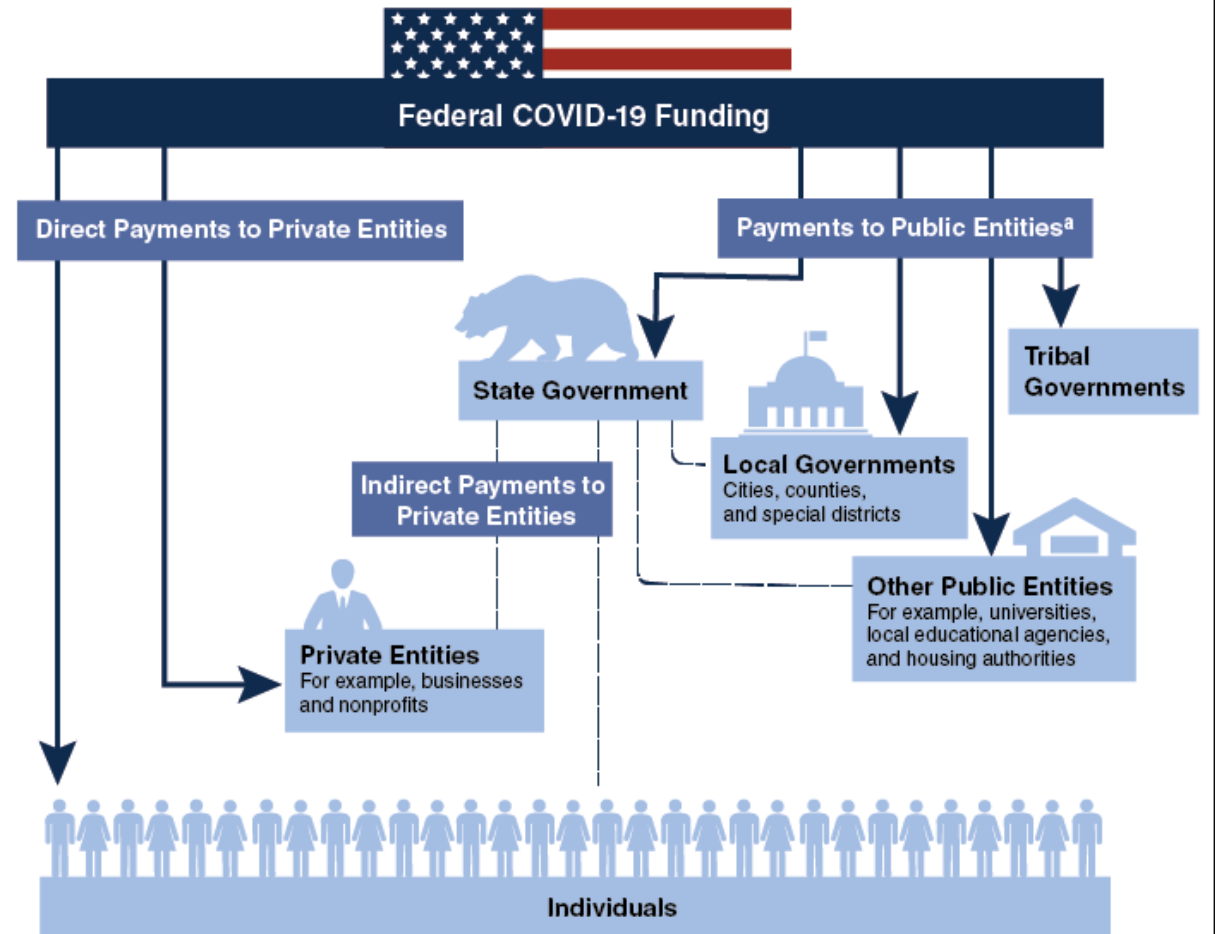 Federal COVID-19 Funding
Direct Payments to Private Entities
Payments to Public Entitiesª
Tribal
Governments
State Government
Local Governments
Cities, counties,
and special districts
Indirect Payments to
Private Entities
Other Public Entities
For example, universities,
local educational agencies,
and housing authorities
Private Entities
For example, businesses
and nonprofits
Individuals